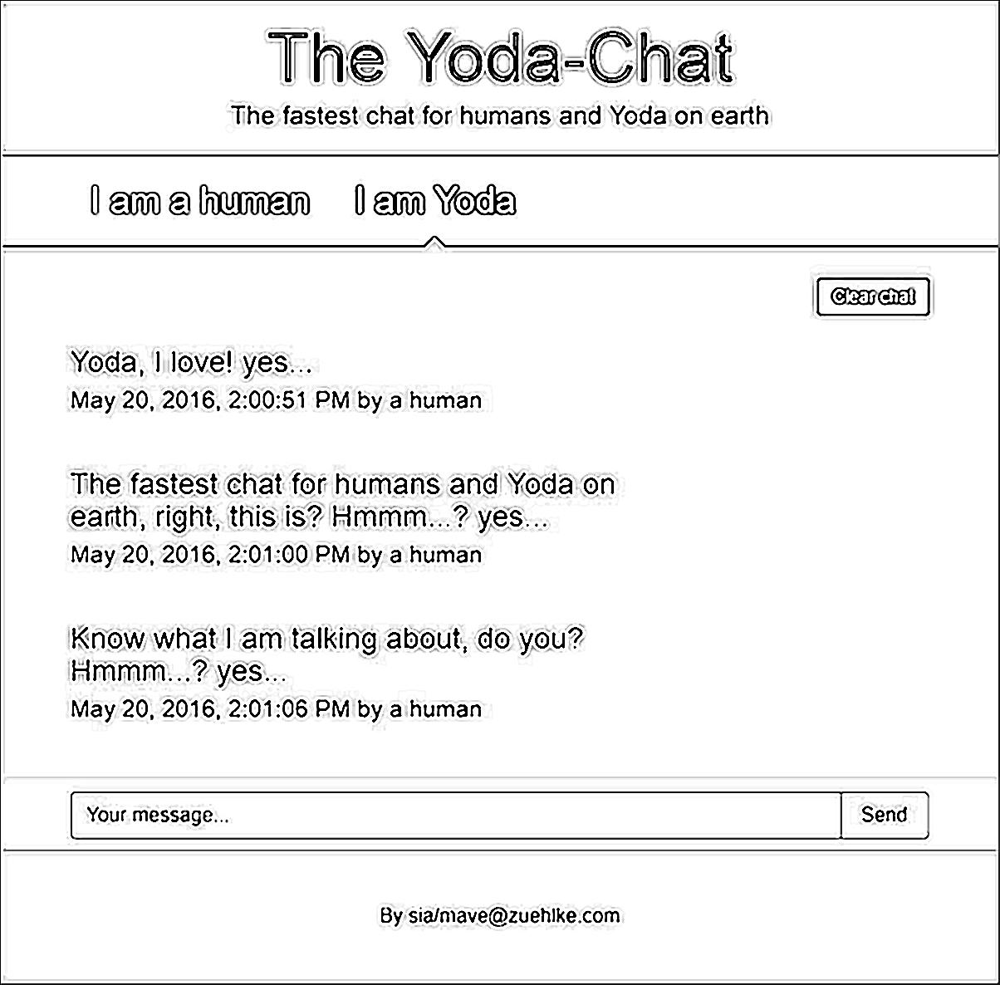 The Yoda-Chat
The fastest chat for humans and Yoda on earth
I am a human I am Yoda
Clear chat
Yoda, I love! yes...
May 20, 2016, 2:00:51 PM by a human
The fastest chat for humans and Yoda on
earth, right, this is? Hmmm...? yes...
May 20, 2016, 2:01:00 PM by a human
Know what I am talking about, do you?
Hmmm...? yes...
May 20, 2016, 2:01:06 PM by a human
Your message...
Send
By sia/mave@zuehlke.com